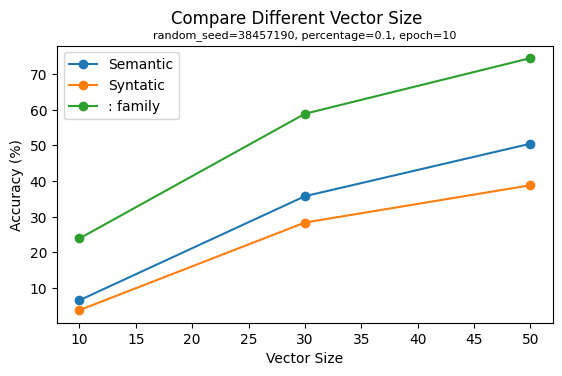 Compare Different Vector Size
random_seed=38457190, percentage=0.1, epoch=10
Semantic
Syntatic
: family
Accuracy (%)
70
60
50
40
30
20
10
10 15 20 25 30 35 40 45 50
Vector Size